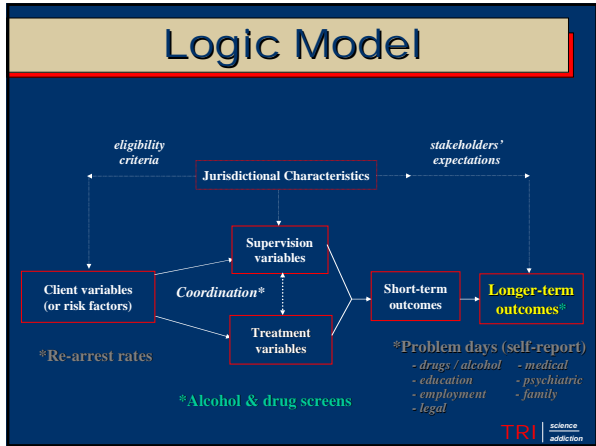 Logic Model
eligibility
criteria
stakeholders'
expectations
Jurisdictional Characteristics
Supervision
variables
Client variables
(or risk factors)
Coordination*
Short-term
outcomes
Longer-term
outcomes*
Treatment
variables
*Re-arrest rates
*Alcohol & drug screens
*Problem days (self-report)
- drugs / alcohol - medical
- education - psychiatric
- employment - family
- legal
TRI science
addiction